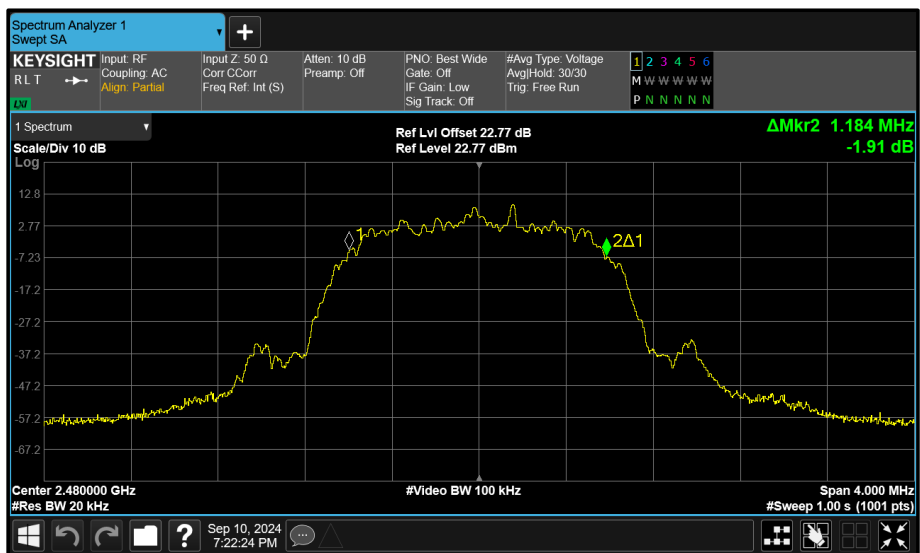 Spectrum Analyzer 1
Swept SA
KEYSIGHT
R L T
LXI
Input: RF
Coupling: AC
Align: Partial
Input Z: 50 Ω
Corr CCorr
Freq Ref: Int (S)
Atten: 10 dB
Preamp: Off
PNO: Best Wide
Gate: Off
IF Gain: Low
Sig Track: Off
#Avg Type: Voltage
Avg|Hold: 30/30
Trig: Free Run
1 2 3 4 5 6
M W W W W W
P N N N N N
1 Spectrum
Scale/Div 10 dB
Ref Lvl Offset 22.77 dB
Ref Level 22.77 dBm
ΔMkr2 1.184 MHz
-1.91 dB
Log
12.8
2.77
-7.23
-17.2
-27.2
-37.2
-47.2
-57.2
-67.2
1
2Δ1
Center 2.480000 GHz
#Res BW 20 kHz
#Video BW 100 kHz
Span 4.000 MHz
#Sweep 1.00 s (1001 pts)
?
Sep 10, 2024
7:22:24 PM